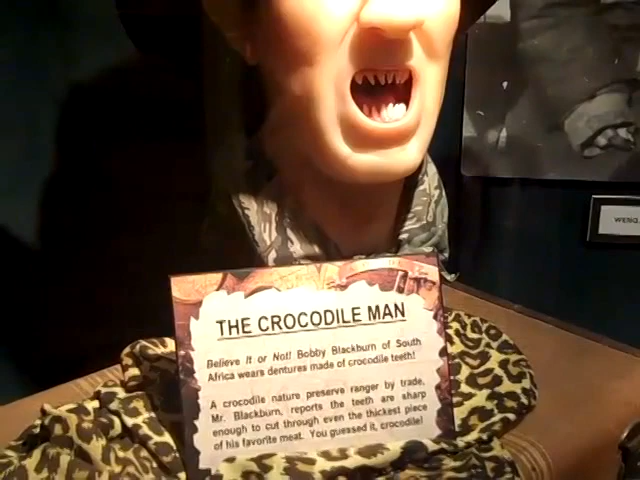 THE CROCODILE MAN
Believe It or Not! Bobby Blackburn of South
Africa wears dentures made of crocodile teeth!
A crocodile nature preserve ranger by trade,
Mr. Blackburn, reports the teeth are sharp
enough to cut through even the thickest piece
of his favorite meat. You guessed it, crocodile!